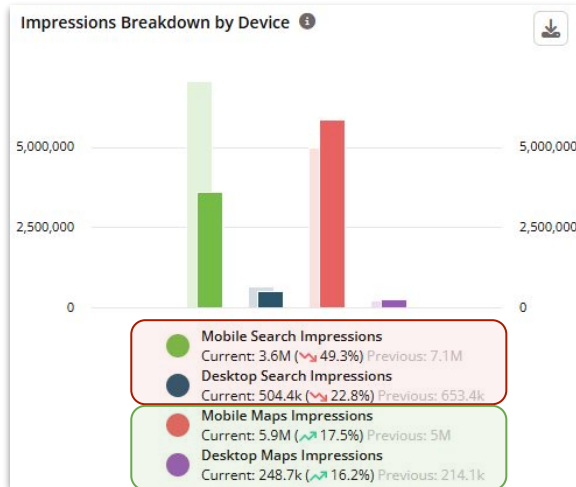 Impressions Breakdown by Device
5,000,000 5,000,000
2,500,000 2,500,000
0 0
Mobile Search Impressions
Current: 3.6M (49.3%) Previous: 7.1M
Desktop Search Impressions
Current: 504.4k (22.8%) Previous: 653.4k
Mobile Maps Impressions
Current: 5.9M (17.5%) Previous: 5M
Desktop Maps Impressions
Current: 248.7k (16.2%) Previous: 214.1k